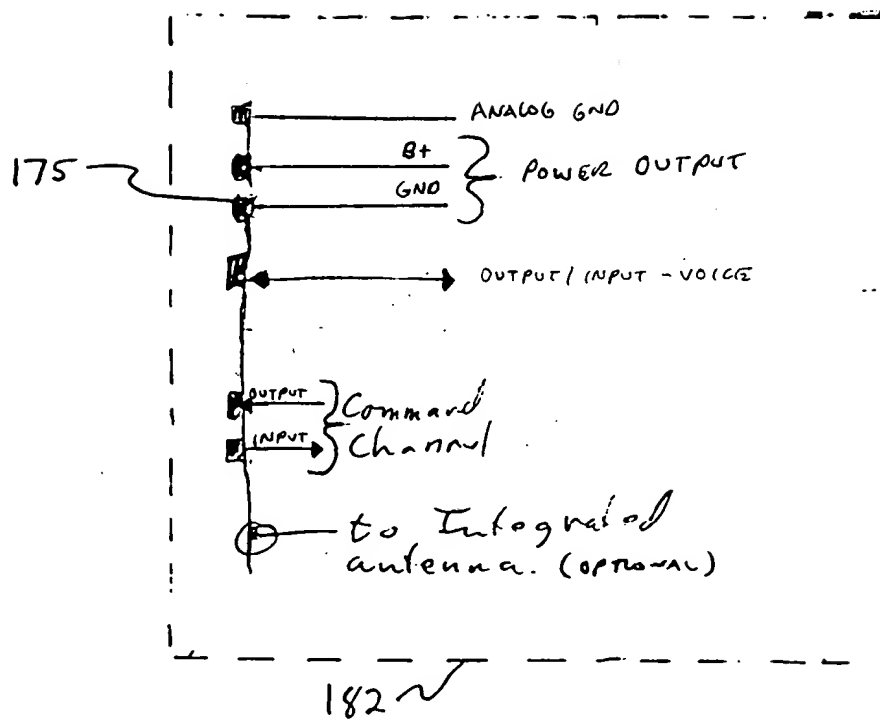 ANALOG GND
B+
175
POWER OUTPUT
GND
OUTPUT/INPUT - VOICE
OUTPUT
Command
INPUT
Channel
to Integrated
antenna. (OPTIONAL)
182